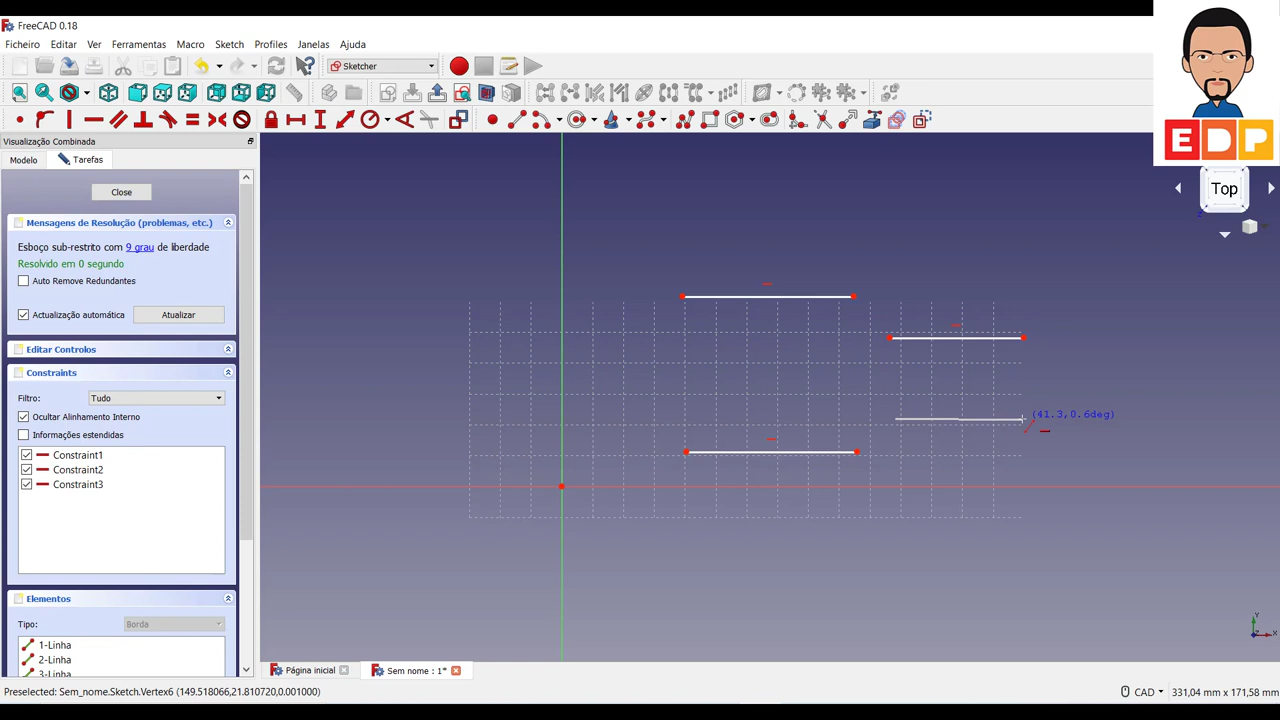 FreeCAD 0.18
Ficheiro Editar Ver Ferramentas Macro Sketch Profiles Janelas Ajuda
Sketcher
EDP
Visualização Combinada
Modelo Tarefas
Top
Close
Mensagens de Resolução (problemas, etc.)
Esboço sub-restrito com 9 grau de liberdade
Resolvido em 0 segundo
Auto Remove Redundantes
Actualização automática Atualizar
Editar Controlos
Constraints
Filtro: Tudo
Ocultar Alinhamento Interno
(41.3,0.6deg)
Informações estendidas
Constraint1
Constraint2
Constraint3
Elementos
Tipo: Borda
1-Linha
2-Linha
3-Linha
Y
Z X
Página inicial Sem nome : 1*
Preselected: Sem_nome.Sketch.Vertex6 (149.518066,21.810720,0.001000) CAD 331,04 mm x 171,58 mm